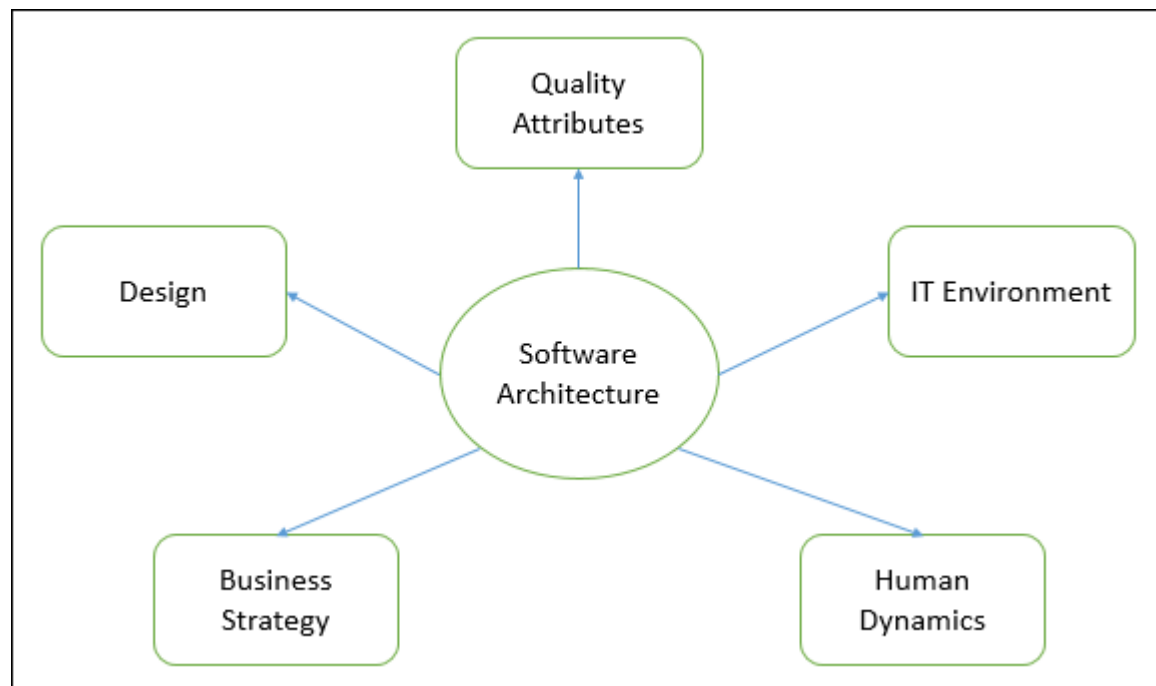 Quality
Attributes
Design
IT Environment
Software
Architecture
Business
Strategy
Human
Dynamics